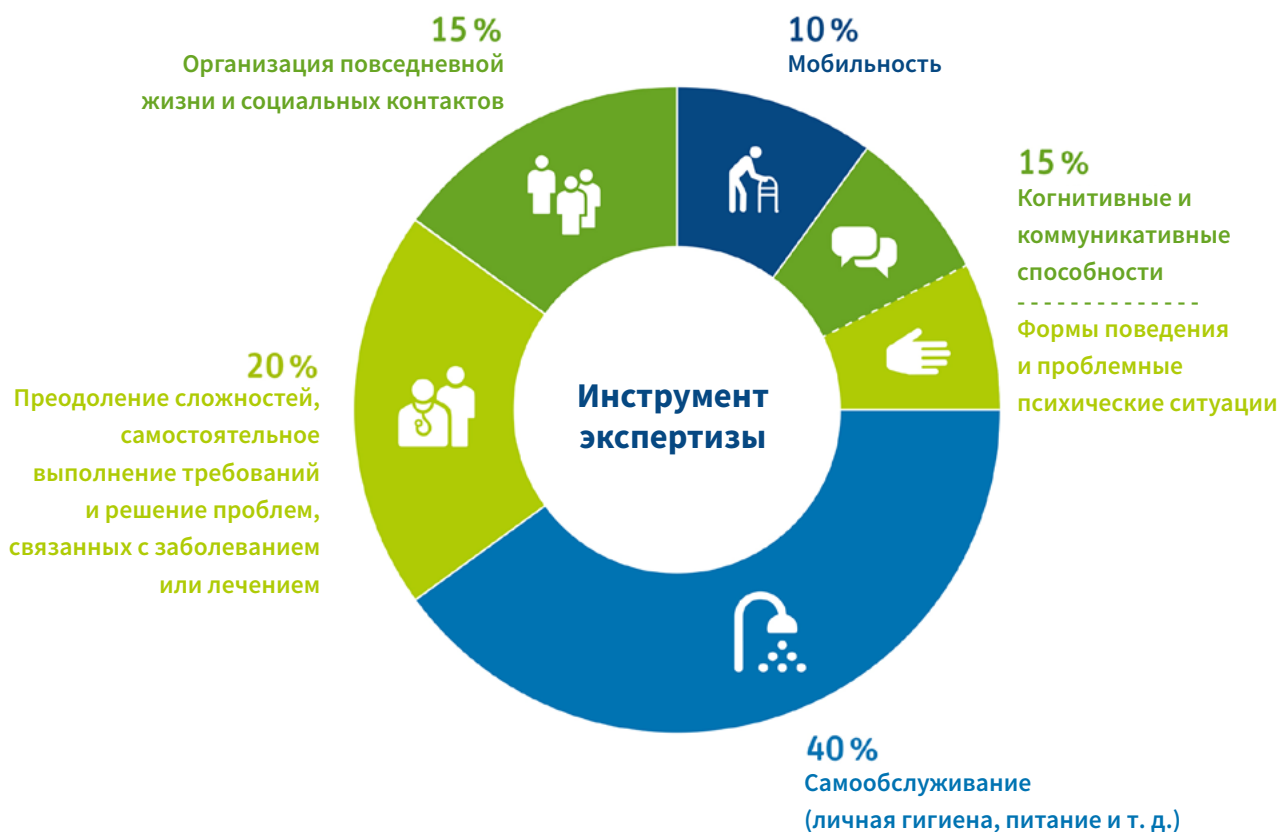 15 %
Организация повседневной
жизни и социальных контактов
10 %
Мобильность
15 %
Когнитивные и
коммуникативные
способности
- - - - - - - - - - - - - -
Формы поведения
и проблемные
психические ситуации
20 %
Преодоление сложностей,
самостоятельное
выполнение требований
и решение проблем,
связанных с заболеванием
или лечением
Инструмент
экспертизы
40 %
Самообслуживание
(личная гигиена, питание и т. д.)